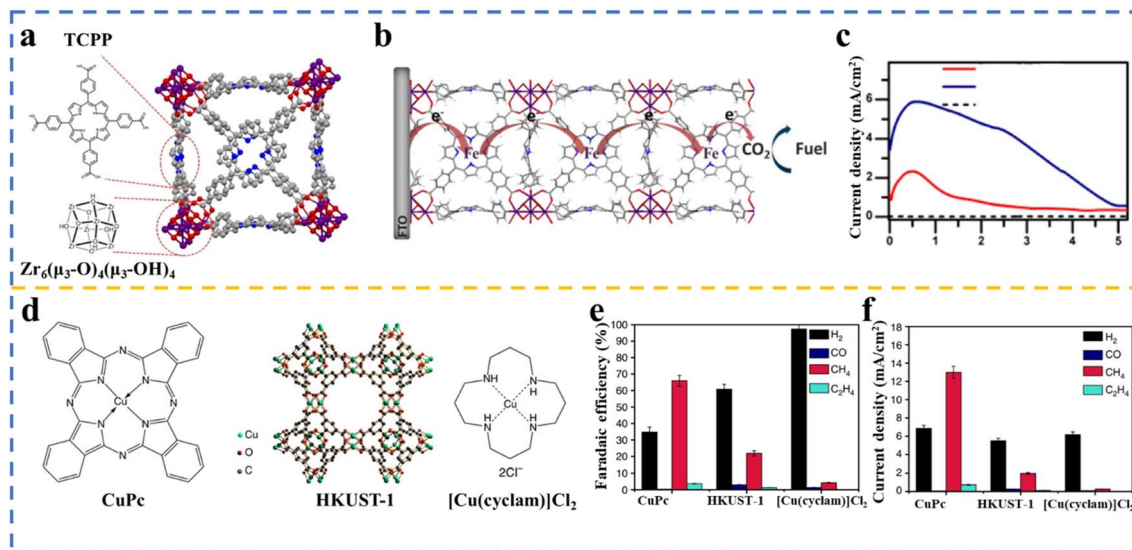 a
TCPP
Zr₆(μ₃-O)₄(μ₃-OH)₄
b
FTO
e⁻
e⁻
e⁻
e⁻
Fe
Fe
Fe
CO₂
Fuel
c
Current density (mA/cm²)
6
4
2
0
0 1 2 3 4 5
d
N
N
N
N
N
N
N
N
Cu
CuPc
Cu
O
C
HKUST-1
NH
N
H
Cu
NH
N
H
2Cl⁻
[Cu(cyclam)]Cl₂
e
Faradaic efficiency (%)
100
90
80
70
60
50
40
30
20
10
0
H₂
CO
CH₄
C₂H₄
CuPc HKUST-1 [Cu(cyclam)]Cl₂
f
Current density (mA/cm²)
18
16
14
12
10
8
6
4
2
0
H₂
CO
CH₄
C₂H₄
CuPc HKUST-1 [Cu(cyclam)]Cl₂